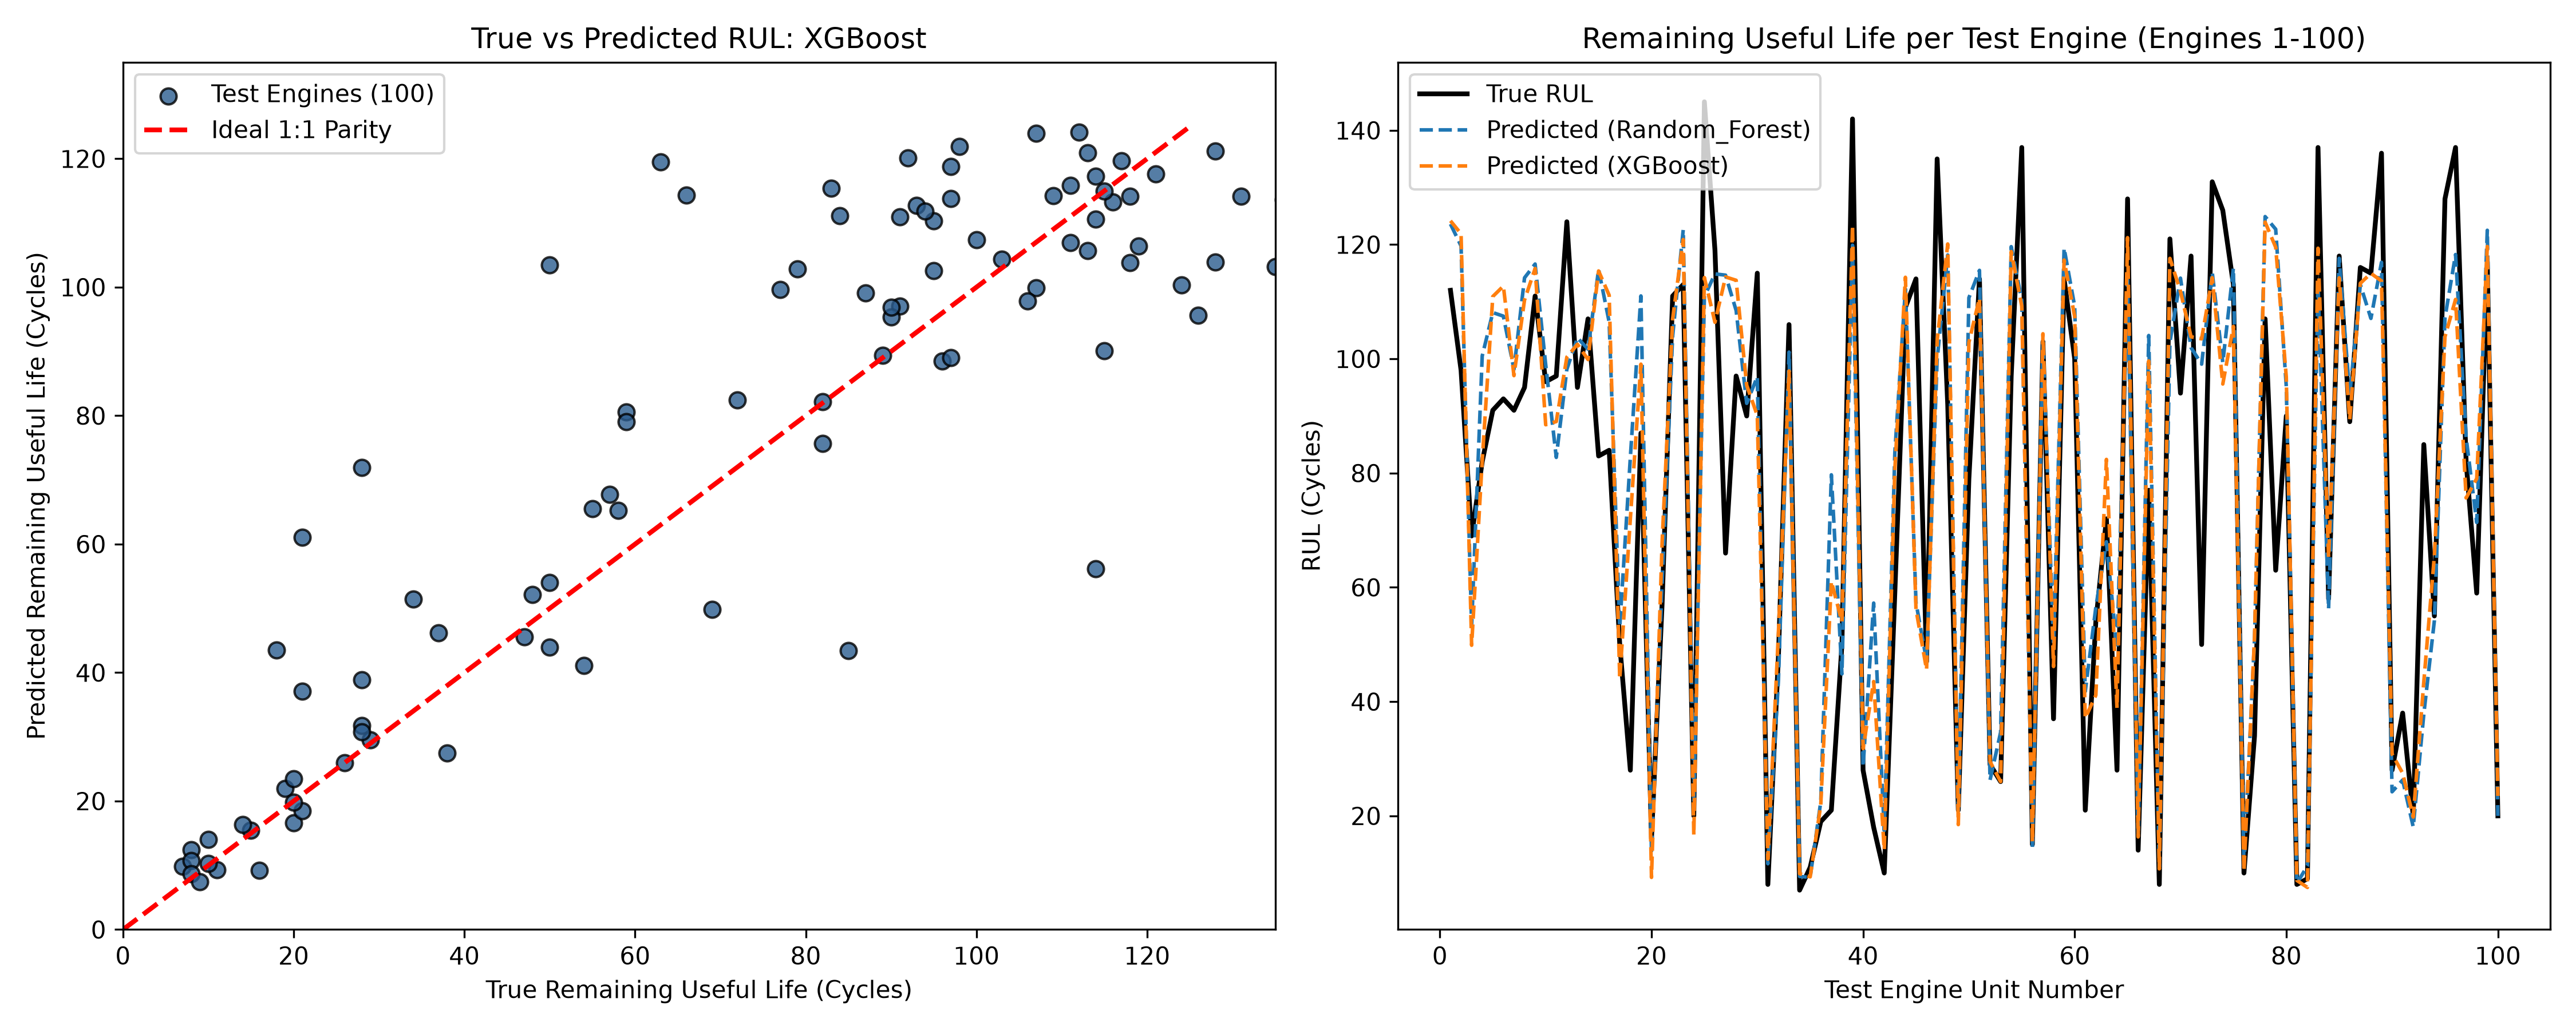 True vs Predicted RUL: XGBoost
Test Engines (100)
Ideal 1:1 Parity
120
100
80
60
40
20
0
Predicted Remaining Useful Life (Cycles)
0 20 40 60 80 100 120
True Remaining Useful Life (Cycles)
Remaining Useful Life per Test Engine (Engines 1-100)
True RUL
Predicted (Random_Forest)
Predicted (XGBoost)
140
120
100
80
60
40
20
RUL (Cycles)
0 20 40 60 80 100
Test Engine Unit Number